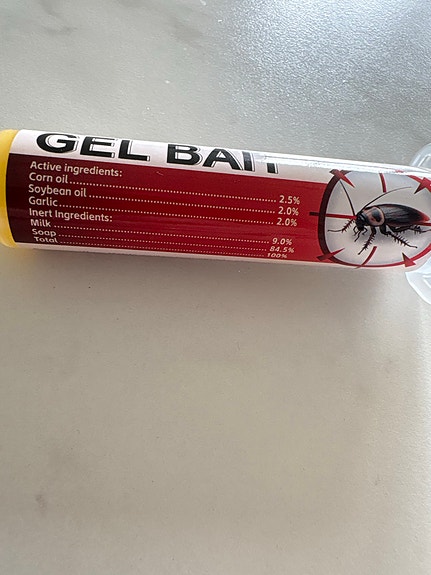 GEL BAIT
Active ingredients:
Corn oil 2.5%
Soybean oil 2.0%
Garlic 2.0%
Inert Ingredients:
Milk 9.0%
Soap 84.5%
Total 100%